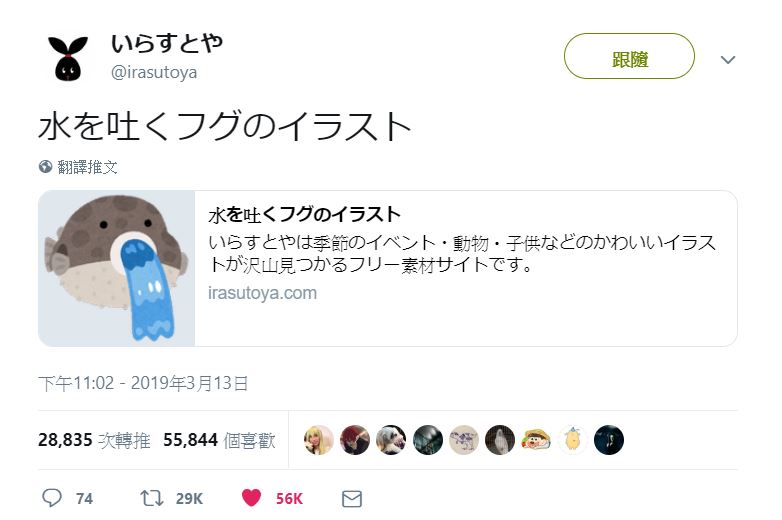 いらすとや
@irasutoya
跟隨
水を吐くフグのイラスト
翻譯推文
水を吐くフグのイラスト
いらすとやは季節のイベント・動物・子供などのかわいいイラス
トが沢山見つかるフリー素材サイトです。
irasutoya.com
下午11:02 - 2019年3月13日
28,835 次轉推 55,844 個喜歡
74 29K 56K